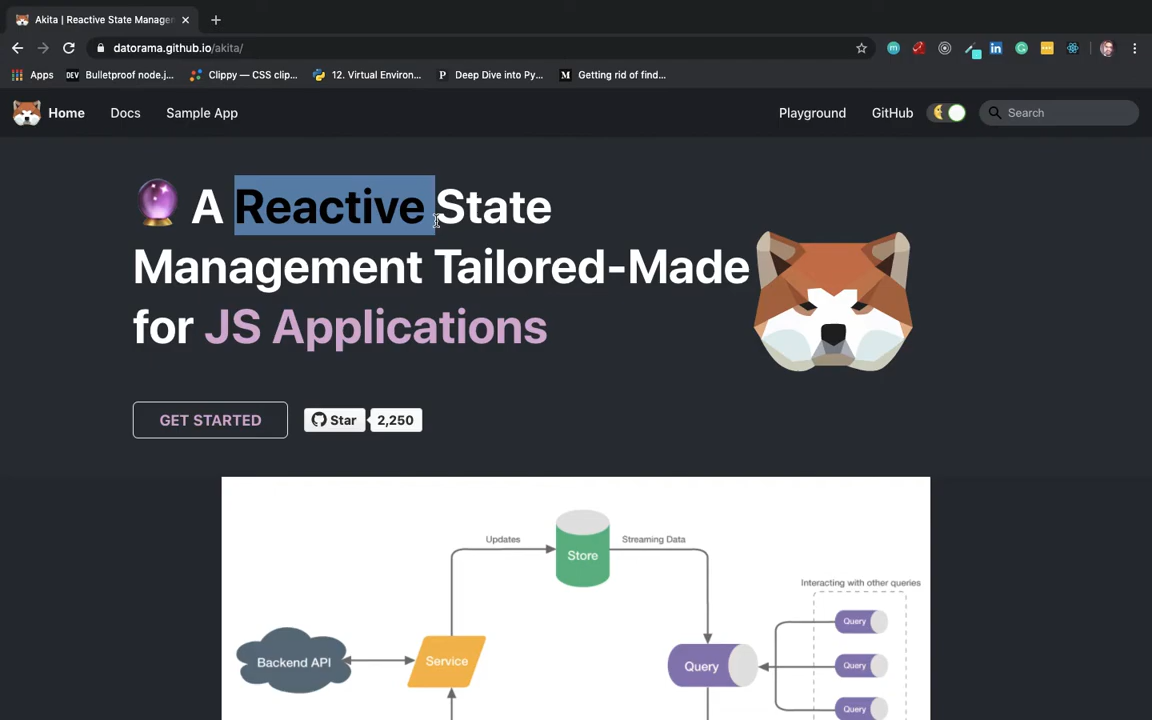 Akita | Reactive State Manager
datorama.github.io/akita/
Apps
DEV Bulletproof node.j...
Clippy — CSS clip...
12. Virtual Environ...
P Deep Dive into Py...
M Getting rid of find...
Home
Docs
Sample App
Playground
GitHub
Search
A Reactive State
Management Tailored-Made
for JS Applications
GET STARTED
Star
2,250
Updates
Store
Streaming Data
Interacting with other queries
Query
Backend API
Service
Query
Query
Query